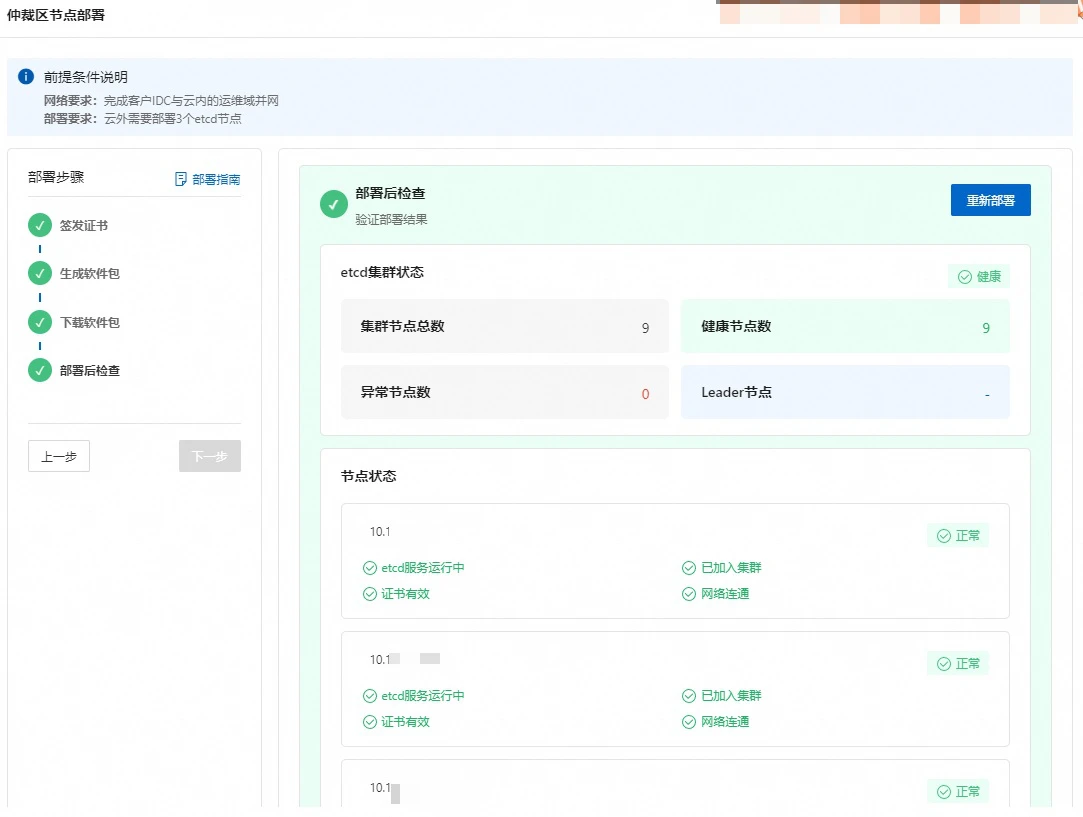 仲裁区节点部署
前提条件说明
网络要求：完成客户IDC与云内的运维域并网
部署要求：云外需要部署3个etcd节点
部署步骤
部署指南
签发证书
生成软件包
下载软件包
部署后检查
上一步
下一步
部署后检查
验证部署结果
重新部署
etcd集群状态
健康
集群节点总数 9
健康节点数 9
异常节点数 0
Leader节点 -
节点状态
10.1
正常
etcd服务运行中
已加入集群
证书有效
网络连通
10.1
正常
etcd服务运行中
已加入集群
证书有效
网络连通
10.1
正常